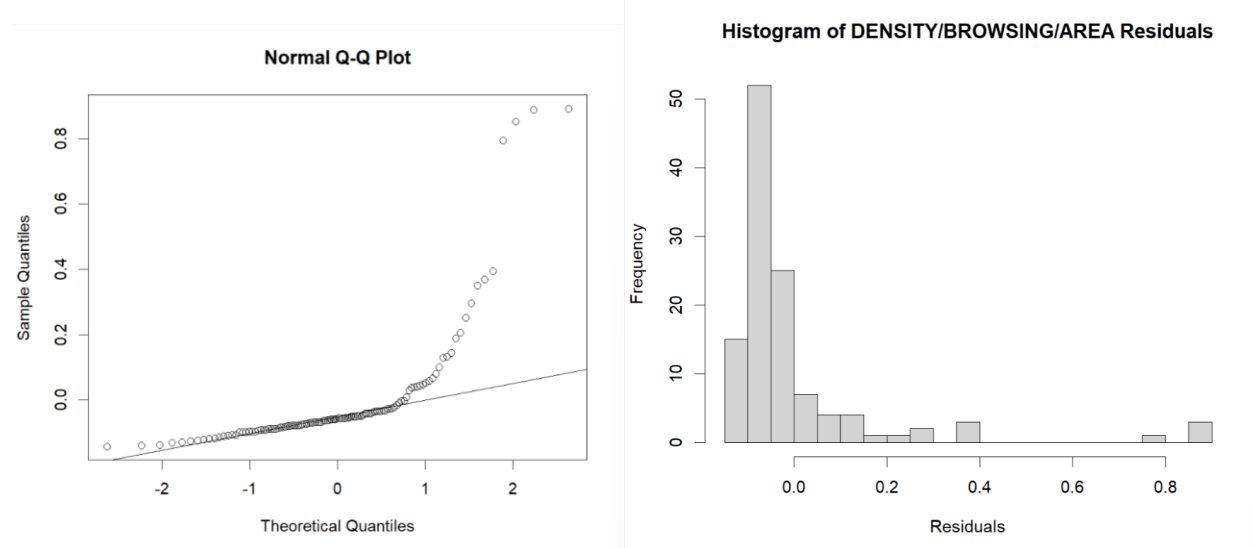 Normal Q-Q Plot
Sample Quantiles
0.8
0.6
0.4
0.2
0.0
-2 -1 0 1 2
Theoretical Quantiles
Histogram of DENSITY/BROWSING/AREA Residuals
Frequency
50
40
30
20
10
0
0.0 0.2 0.4 0.6 0.8
Residuals